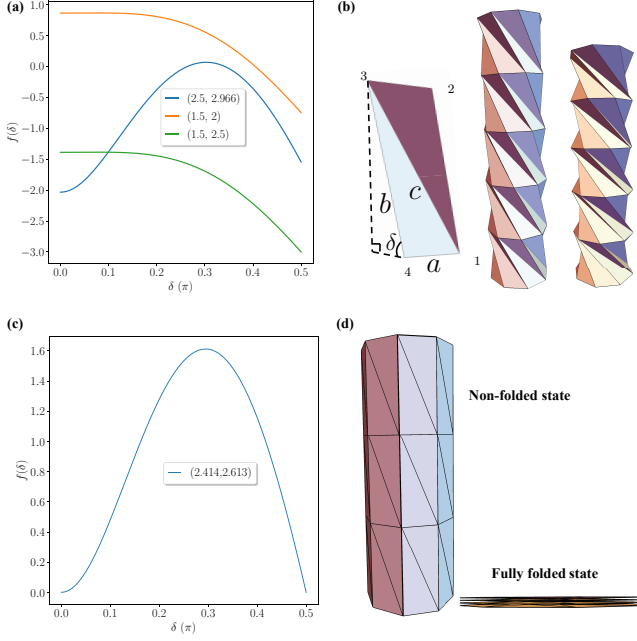 (a)
1.0
0.5
0.0
−0.5
−1.0
−1.5
−2.0
−2.5
−3.0
f(δ)
(2.5, 2.966)
(1.5, 2)
(1.5, 2.5)
0.0 0.1 0.2 0.3 0.4 0.5
δ (π)
(b)
3
2
b
c
δ
4
a
1
(c)
1.6
1.4
1.2
1.0
0.8
0.6
0.4
0.2
0.0
f(δ)
(2.414,2.613)
0.0 0.1 0.2 0.3 0.4 0.5
δ (π)
(d)
Non-folded state
Fully folded state